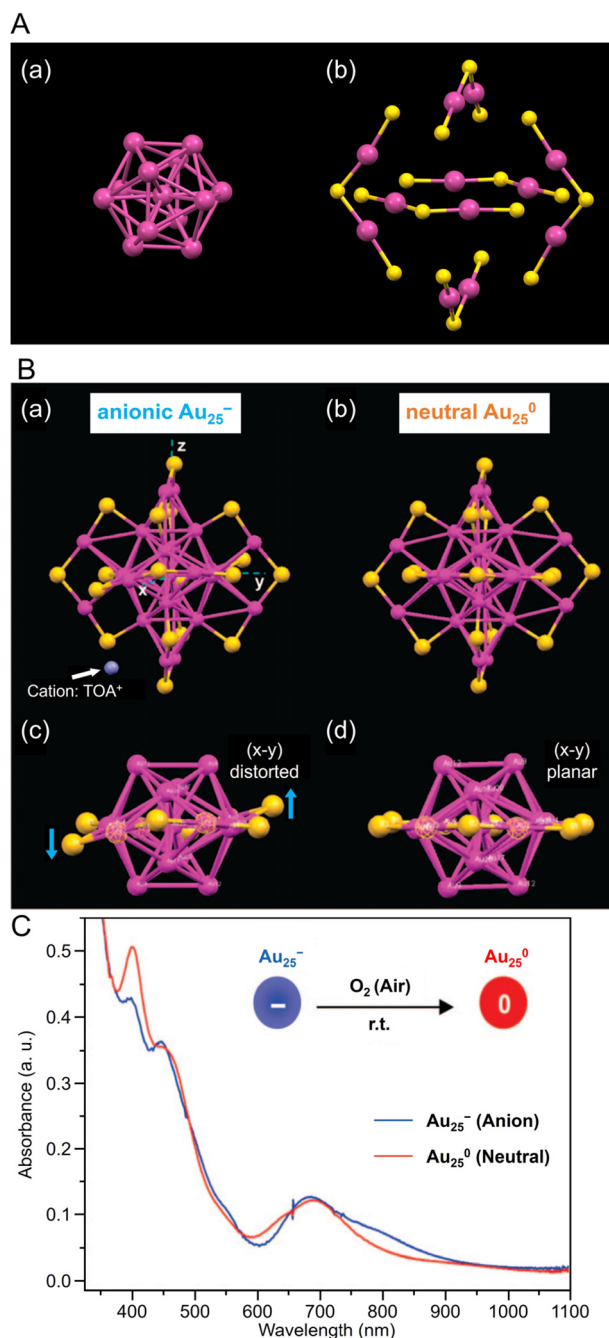 A
(a)
(b)
B
(a)
anionic Au₂₅⁻
(b)
neutral Au₂₅⁰
z
x
y
Cation: TOA⁺
(c)
(x-y)
distorted
(d)
(x-y)
planar
C
Au₂₅⁻
Au₂₅⁰
O₂ (Air)
–
0
r.t.
Au₂₅⁻ (Anion)
Au₂₅⁰ (Neutral)
Absorbance (a. u.)
0.5
0.4
0.3
0.2
0.1
0.0
400 500 600 700 800 900 1000 1100
Wavelength (nm)